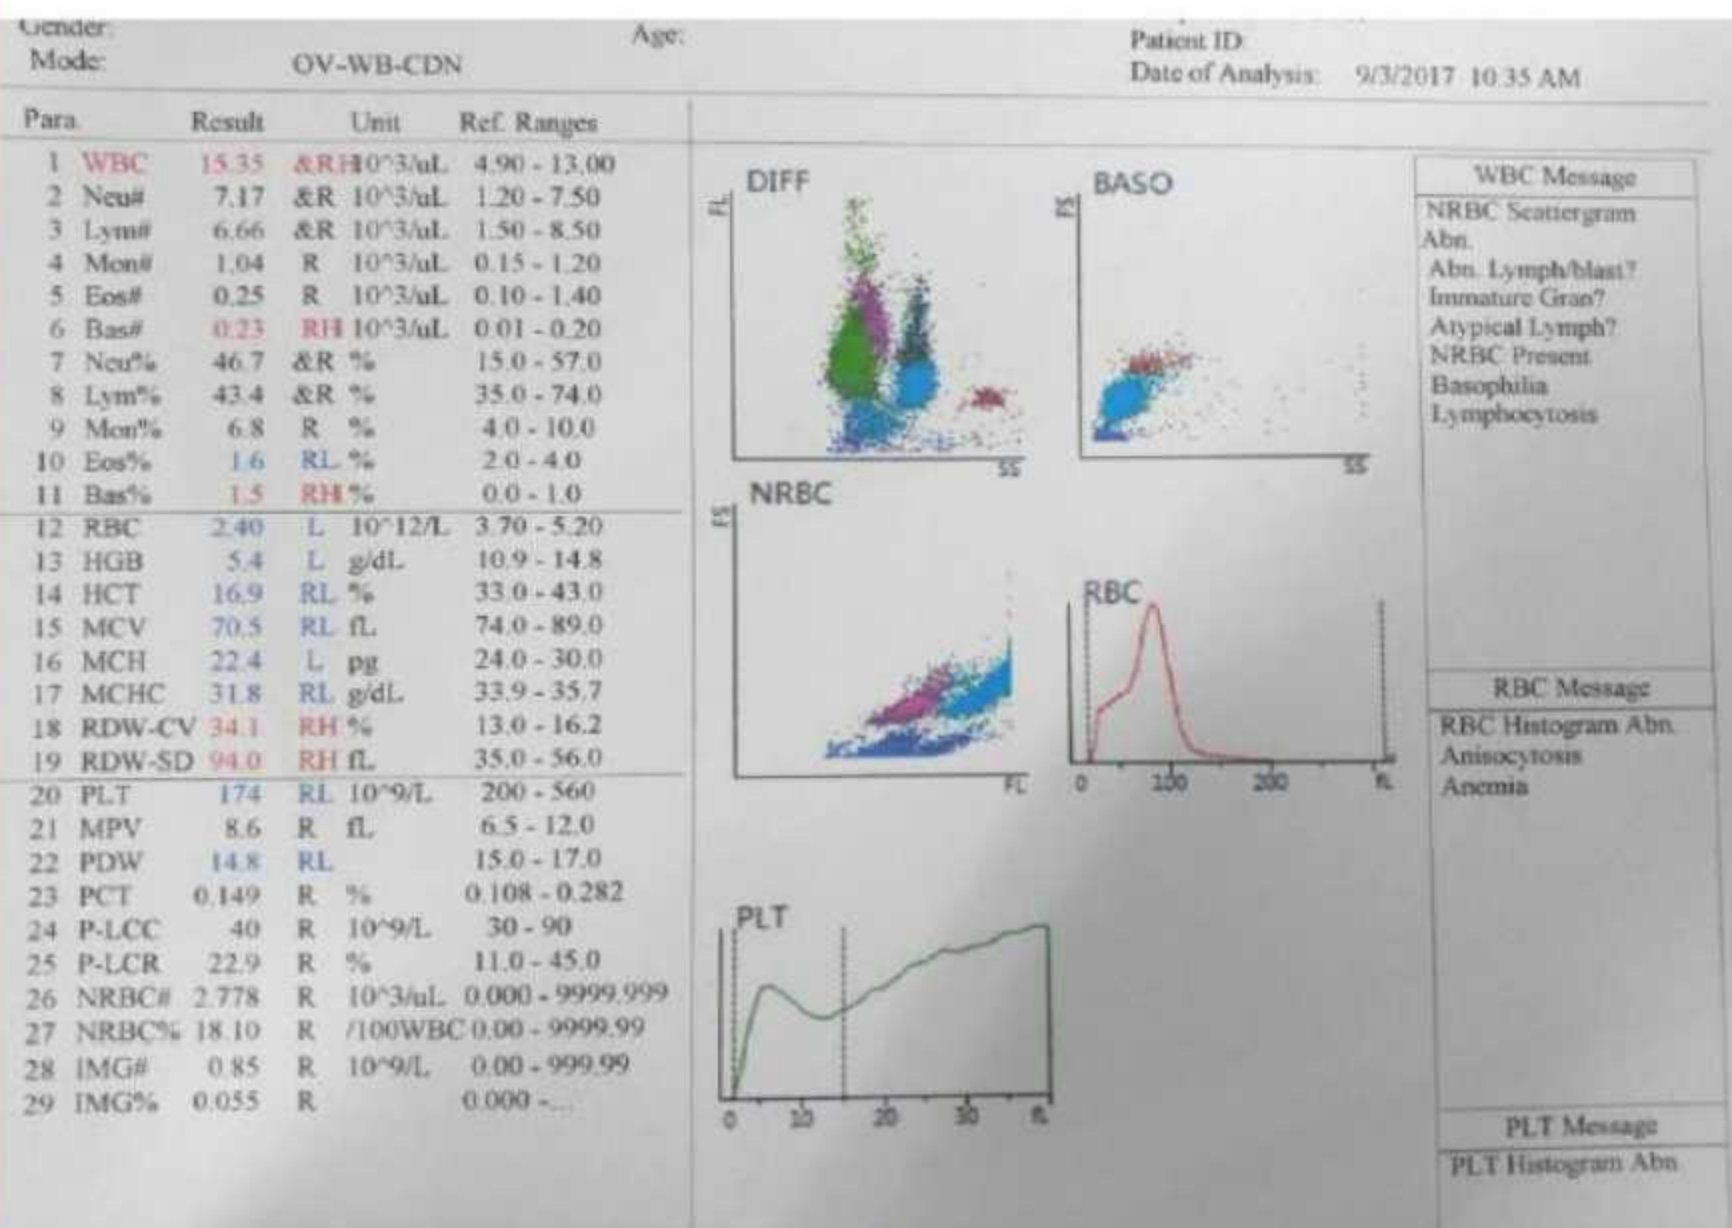 Gender: Age:
Patient ID:
Mode: OV-WB-CDN
Date of Analysis: 9/3/2017 10:35 AM
Para. Result Unit Ref. Ranges
1 WBC 15.35 &RH 10^3/uL 4.90 - 13.00
2 Neu# 7.17 &R 10^3/uL 1.20 - 7.50
3 Lym# 6.66 &R 10^3/uL 1.50 - 8.50
4 Mon# 1.04 R 10^3/uL 0.15 - 1.20
5 Eos# 0.25 R 10^3/uL 0.10 - 1.40
6 Bas# 0.23 RH 10^3/uL 0.01 - 0.20
7 Neu% 46.7 &R % 15.0 - 57.0
8 Lym% 43.4 &R % 35.0 - 74.0
9 Mon% 6.8 R % 4.0 - 10.0
10 Eos% 1.6 RL % 2.0 - 4.0
11 Bas% 1.5 RH % 0.0 - 1.0
12 RBC 2.40 L 10^12/L 3.70 - 5.20
13 HGB 5.4 L g/dL 10.9 - 14.8
14 HCT 16.9 RL % 33.0 - 43.0
15 MCV 70.5 RL fL 74.0 - 89.0
16 MCH 22.4 L pg 24.0 - 30.0
17 MCHC 31.8 RL g/dL 33.9 - 35.7
18 RDW-CV 34.1 RH % 13.0 - 16.2
19 RDW-SD 94.0 RH fL 35.0 - 56.0
20 PLT 174 RL 10^9/L 200 - 560
21 MPV 8.6 R fL 6.5 - 12.0
22 PDW 14.8 RL 15.0 - 17.0
23 PCT 0.149 R % 0.108 - 0.282
24 P-LCC 40 R 10^9/L 30 - 90
25 P-LCR 22.9 R % 11.0 - 45.0
26 NRBC# 2.778 R 10^3/uL 0.000 - 9999.999
27 NRBC% 18.10 R /100WBC 0.00 - 9999.99
28 IMG# 0.85 R 10^9/L 0.00 - 999.99
29 IMG% 0.055 R 0.000 -...
DIFF
FL
SS
BASO
FS
SS
NRBC
FS
FL
RBC
0 100 200 fL
PLT
0 10 20 30 fL
WBC Message
NRBC Scattergram
Abn.
Abn. Lymph/blast?
Immature Gran?
Atypical Lymph?
NRBC Present
Basophilia
Lymphocytosis
RBC Message
RBC Histogram Abn.
Anisocytosis
Anemia
PLT Message
PLT Histogram Abn.